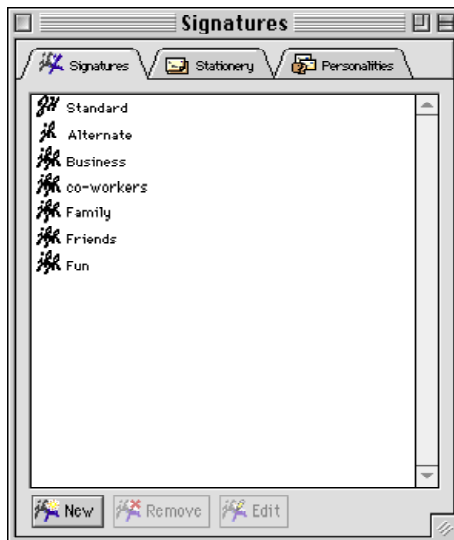 Signatures
Signatures Stationery Personalities
Standard
Alternate
Business
co-workers
Family
Friends
Fun
New Remove Edit